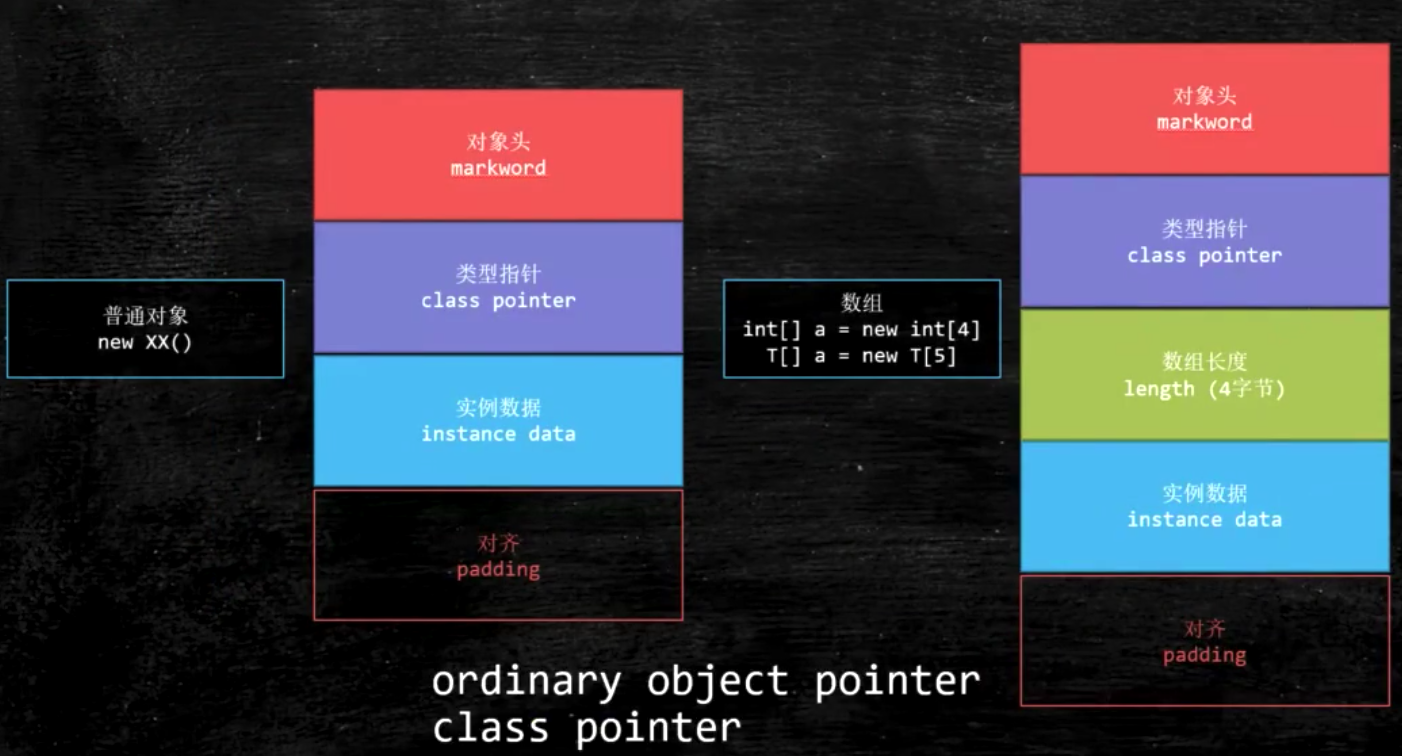 普通对象
new XX()
对象头
markword
类型指针
class pointer
实例数据
instance data
对齐
padding
数组
int[] a = new int[4]
T[] a = new T[5]
对象头
markword
类型指针
class pointer
数组长度
length (4字节)
实例数据
instance data
对齐
padding
ordinary object pointer
class pointer